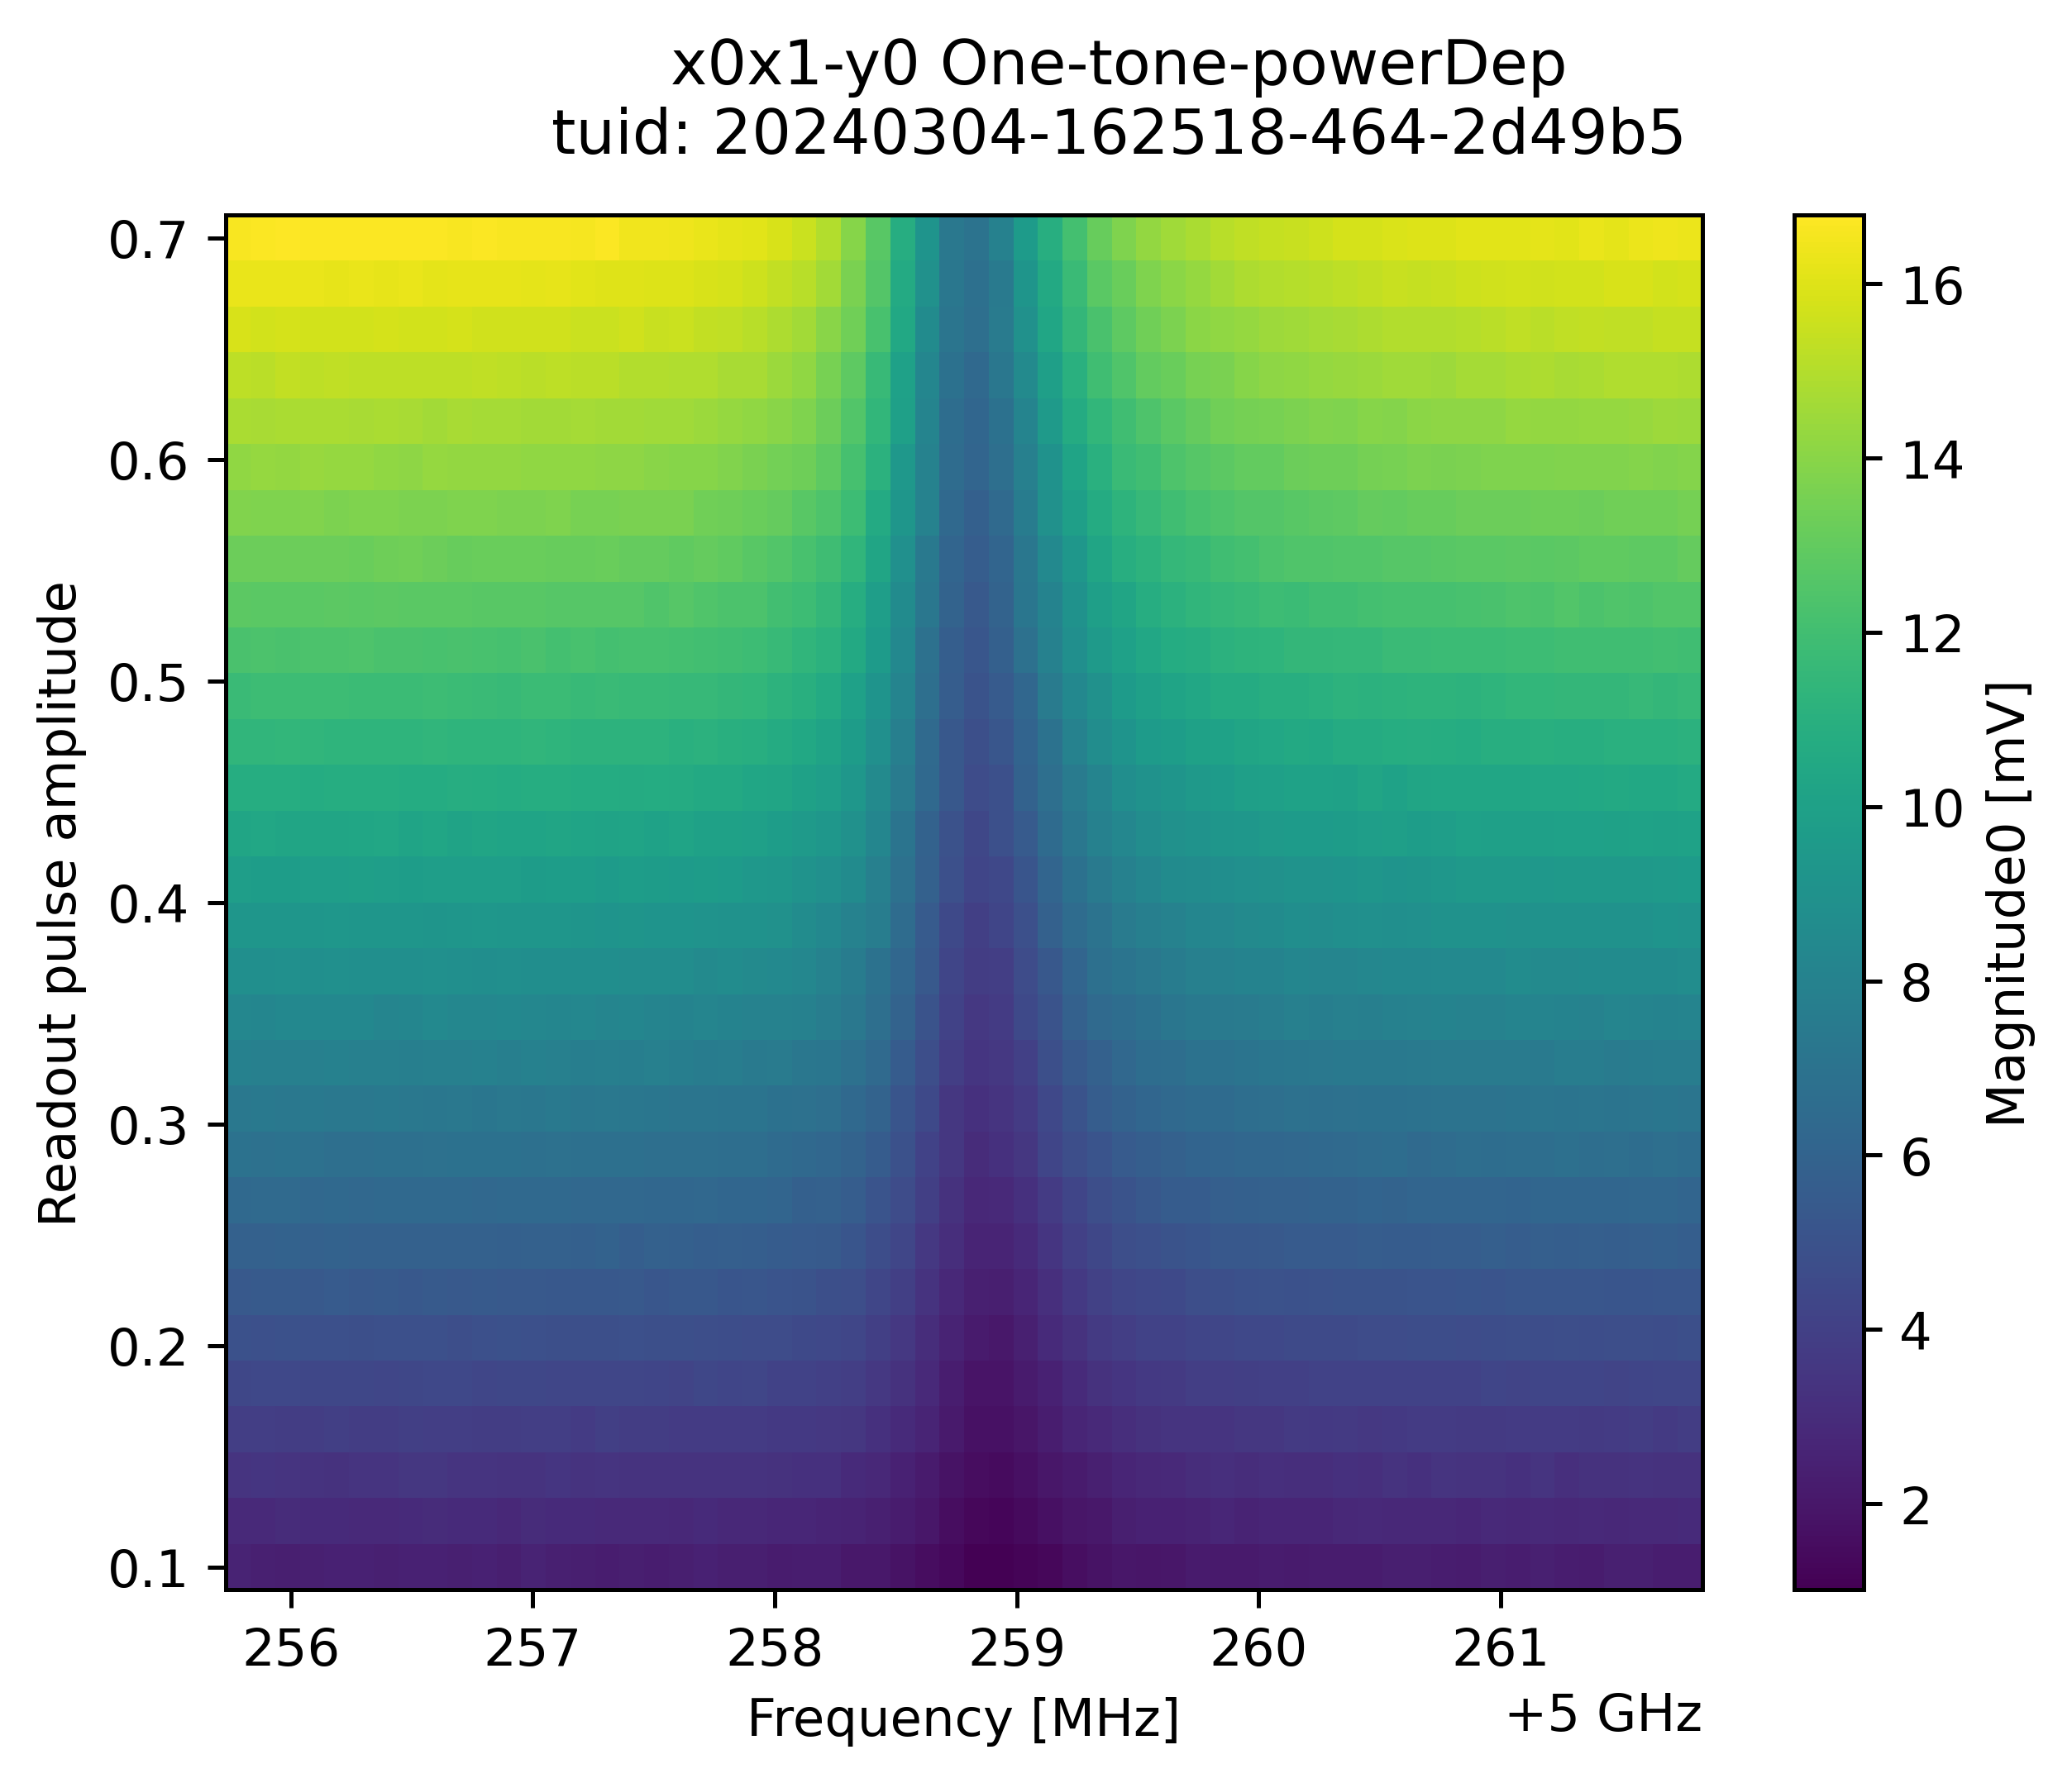 x0x1-y0 One-tone-powerDep
tuid: 20240304-162518-464-2d49b5
Readout pulse amplitude
0.7
0.6
0.5
0.4
0.3
0.2
0.1
256 257 258 259 260 261
Frequency [MHz]
+5 GHz
16
14
12
10
8
6
4
2
Magnitude0 [mV]